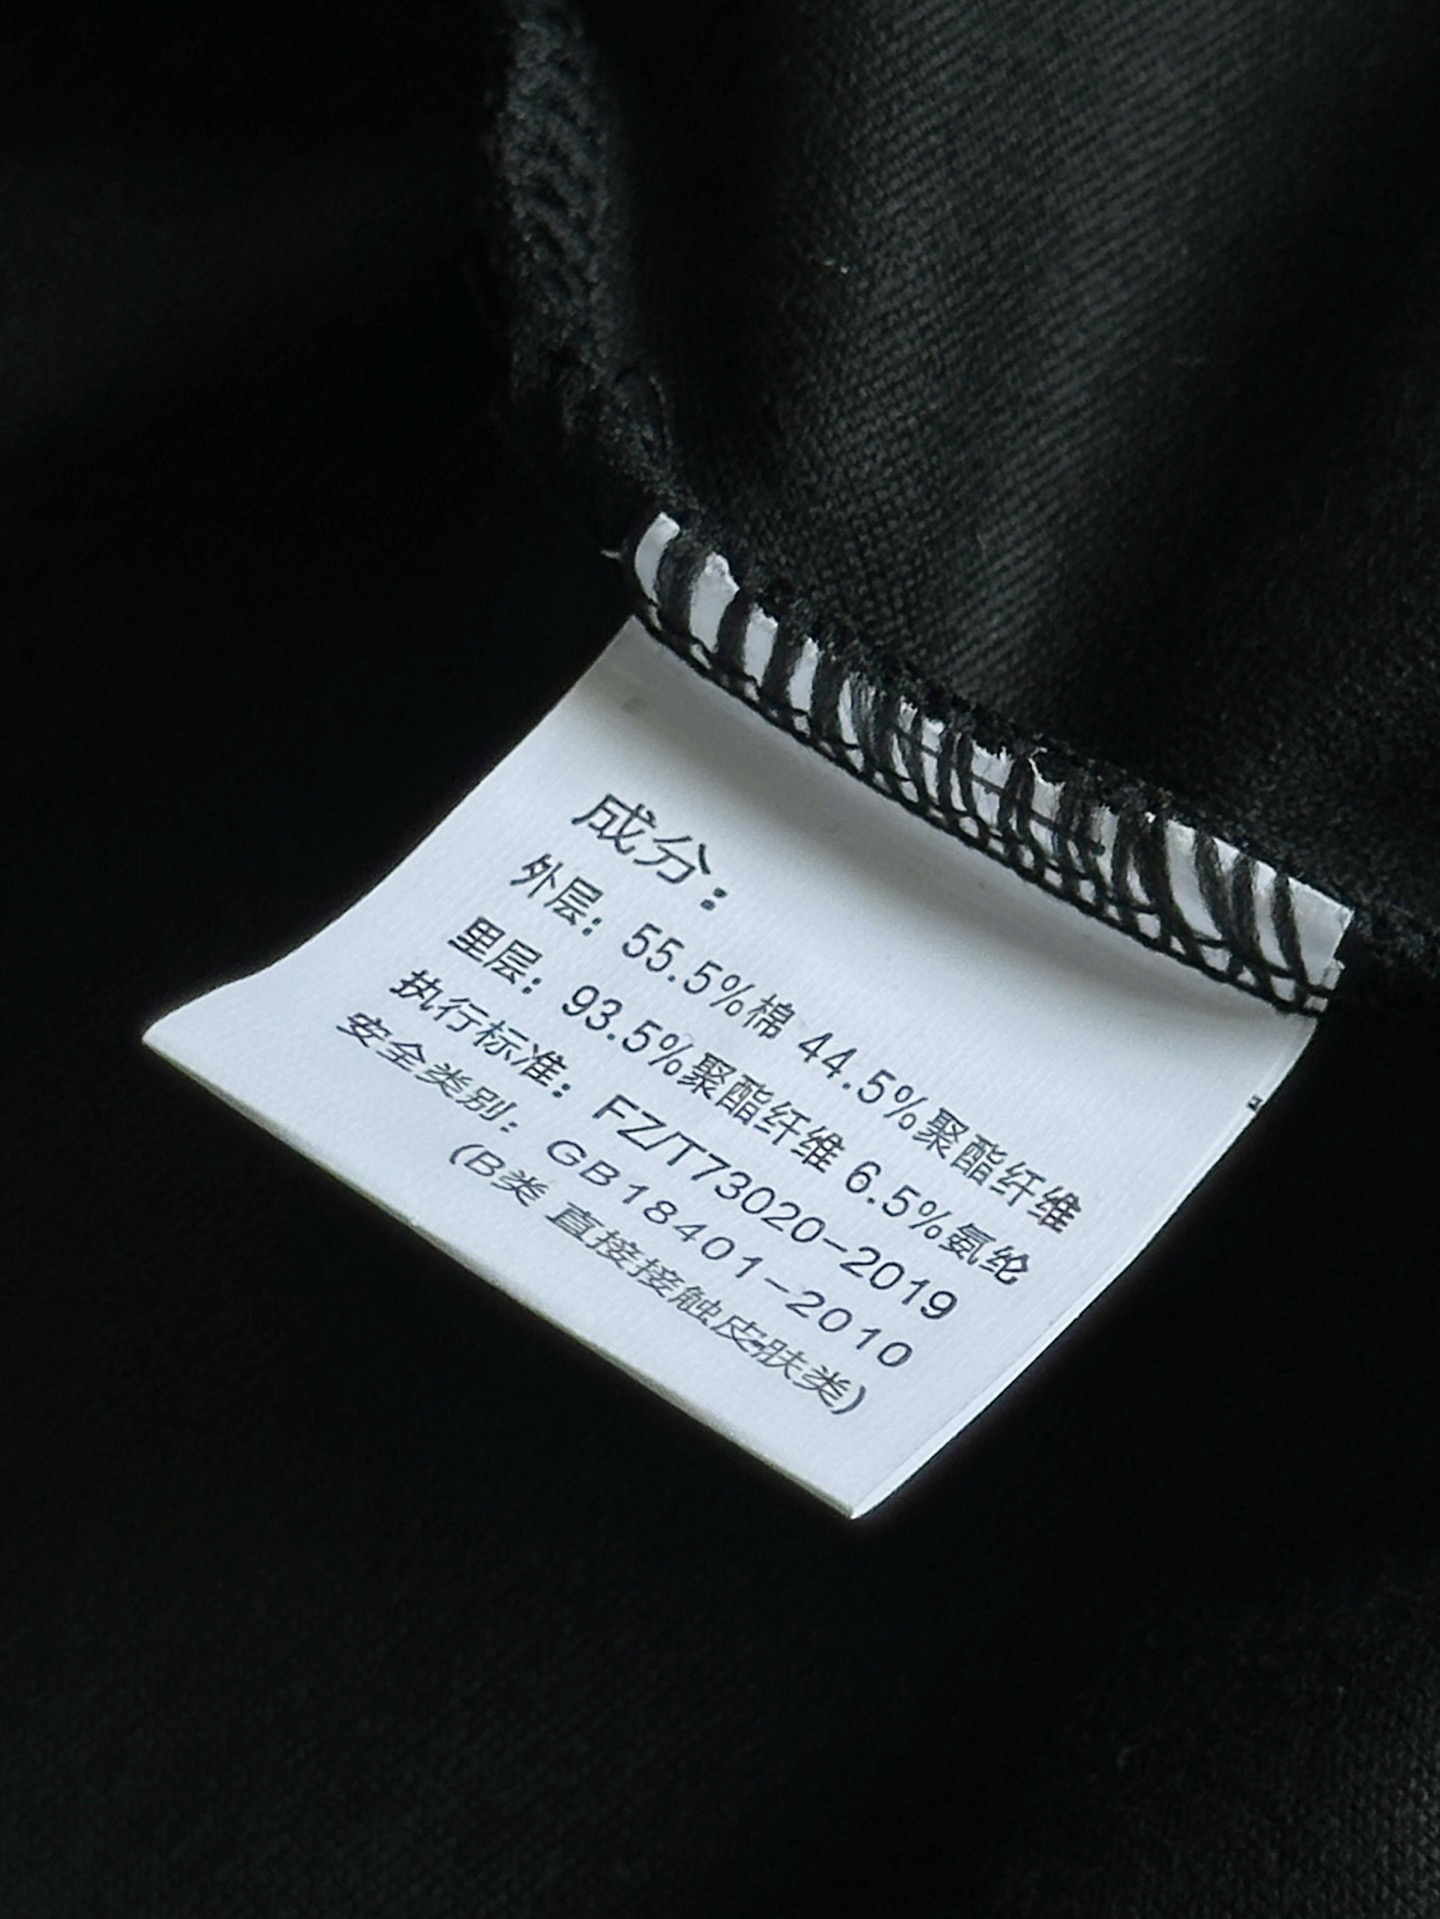 成分：
外层：55.5%棉 44.5%聚酯纤维
里层：93.5%聚酯纤维 6.5%氨纶
执行标准：FZ/T73020-2019
安全类别：GB18401-2010
(B类 直接接触皮肤类)